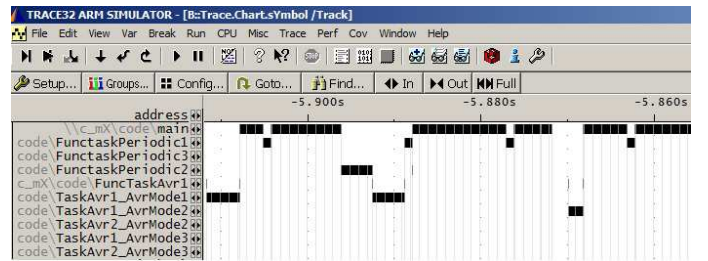 TRACE32 ARM SIMULATOR - [B::Trace.Chart.sYmbol /Track]
File Edit View Var Break Run CPU Misc Trace Perf Cov Window Help
Setup... Groups... Config... Goto... Find... In Out Full
-5.900s -5.880s -5.860s
address
\\c_mX\code\main
code\FunctaskPeriodic1
code\FunctaskPeriodic3
code\FunctaskPeriodic2
c_mX\code\FuncTaskAvr1
code\TaskAvr1_AvrMode1
code\TaskAvr1_AvrMode2
code\TaskAvr2_AvrMode2
code\TaskAvr1_AvrMode3
code\TaskAvr2_AvrMode3